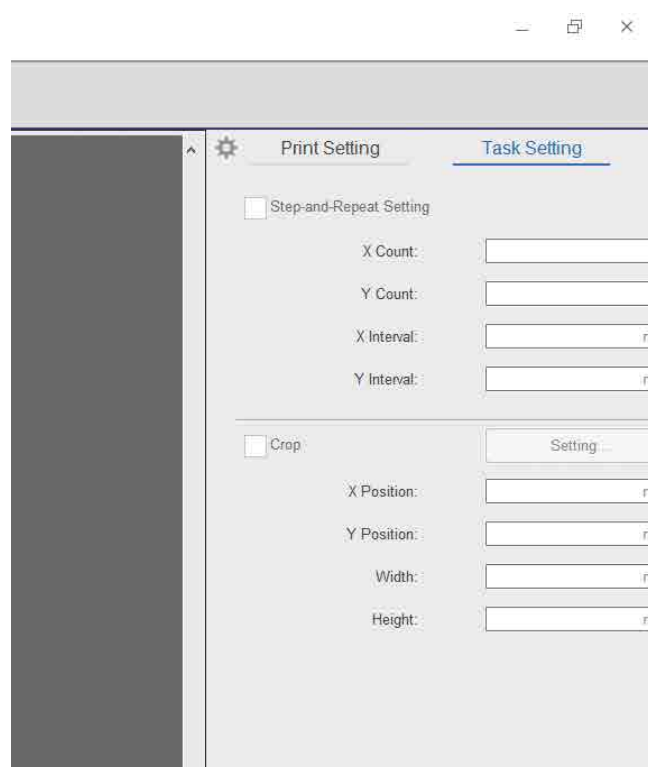 Print Setting Task Setting
Step-and-Repeat Setting
X Count:
Y Count:
X Interval:
Y Interval:
Crop Setting...
X Position:
Y Position:
Width:
Height: